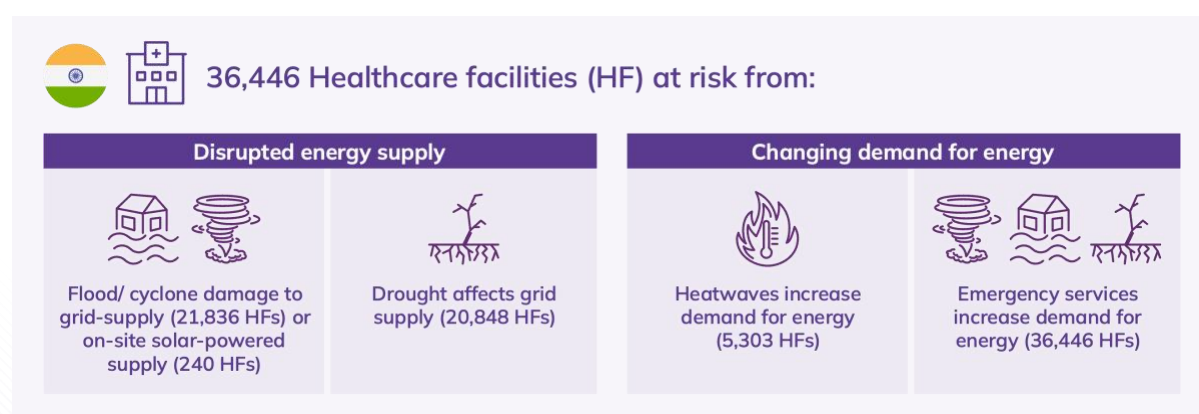 36,446 Healthcare facilities (HF) at risk from:
Disrupted energy supply
Flood/ cyclone damage to
grid-supply (21,836 HFs) or
on-site solar-powered
supply (240 HFs)
Drought affects grid
supply (20,848 HFs)
Changing demand for energy
Heatwaves increase
demand for energy
(5,303 HFs)
Emergency services
increase demand for
energy (36,446 HFs)